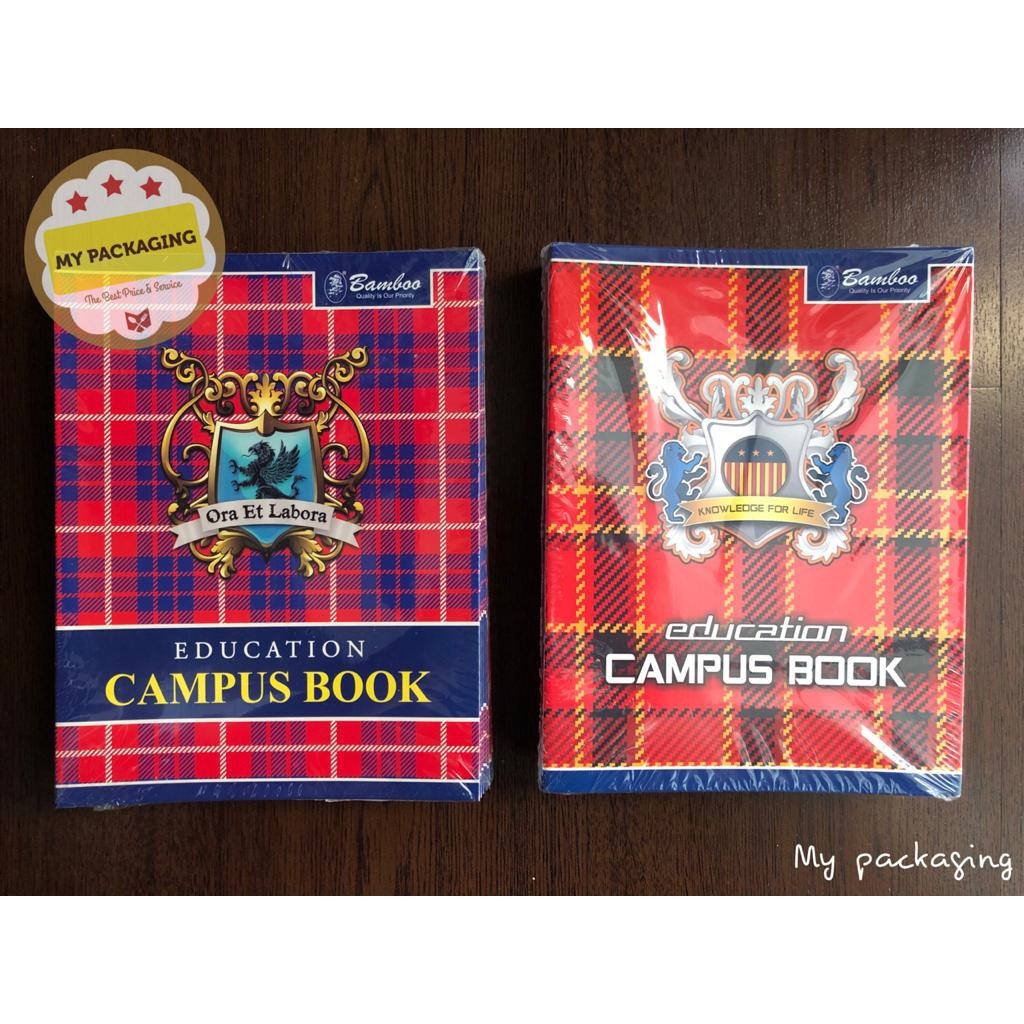 MY PACKAGING
The Best Price & Service
Bamboo
Quality Is Our Priority
Ora Et Labora
EDUCATION
CAMPUS BOOK
Bamboo
Quality Is Our Priority
KNOWLEDGE FOR LIFE
education
CAMPUS BOOK
My packaging